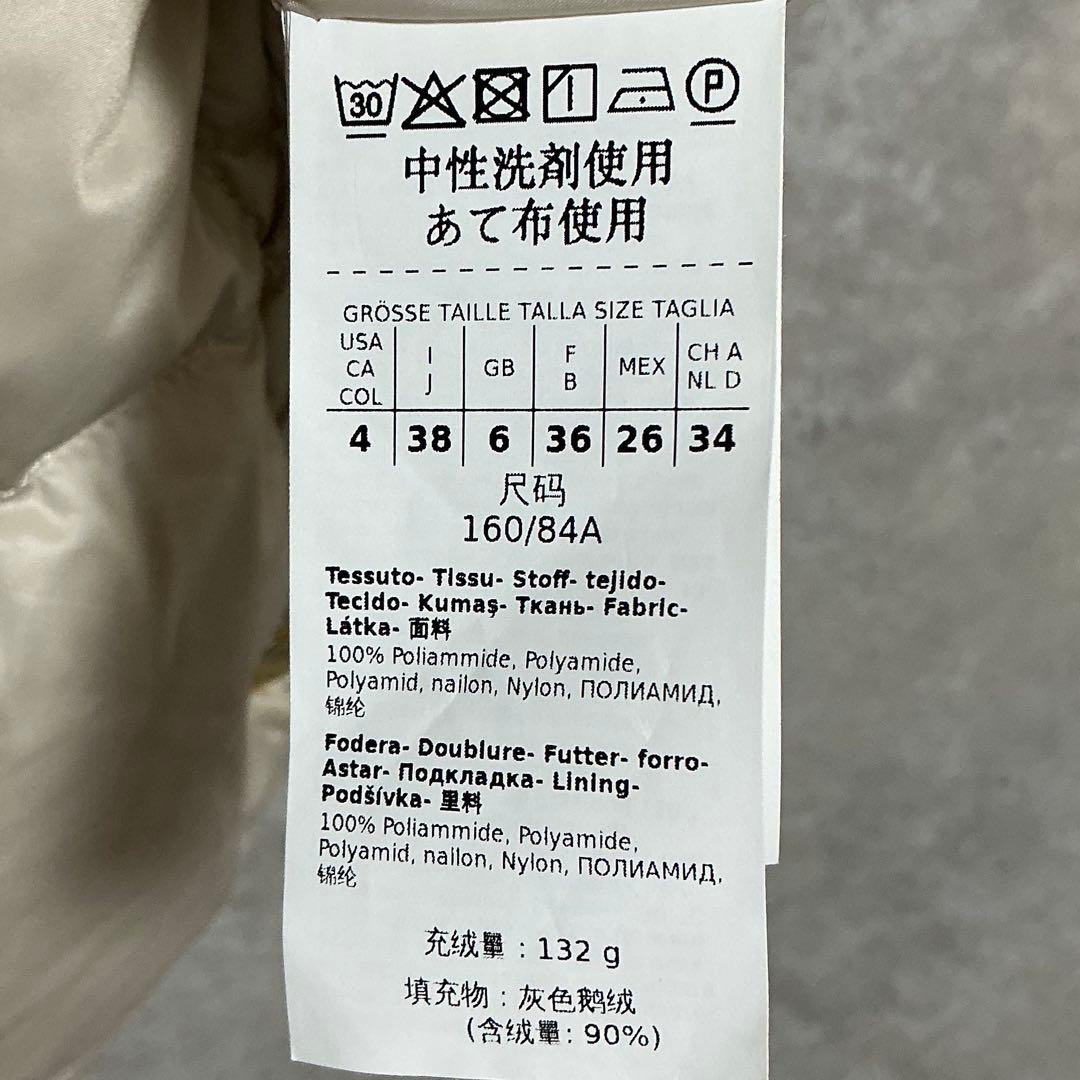 30 P
中性洗剤使用
あて布使用
GRÖSSE TAILLE TALLA SIZE TAGLIA
USA CA COL I J GB F B MEX CH A NL D
4 38 6 36 26 34
尺码
160/84A
Tessuto- Tissu- Stoff- tejido-
Tecido- Kumaş- Ткань- Fabric-
Látka- 面料
100% Poliammide, Polyamide,
Polyamid, nailon, Nylon, ПОЛИАМИД,
锦纶
Fodera- Doublure- Futter- forro-
Astar- Подкладка- Lining-
Podšívka- 里料
100% Poliammide, Polyamide,
Polyamid, nailon, Nylon, ПОЛИАМИД,
锦纶
充绒量 : 132 g
填充物 : 灰色鹅绒
(含绒量: 90%)